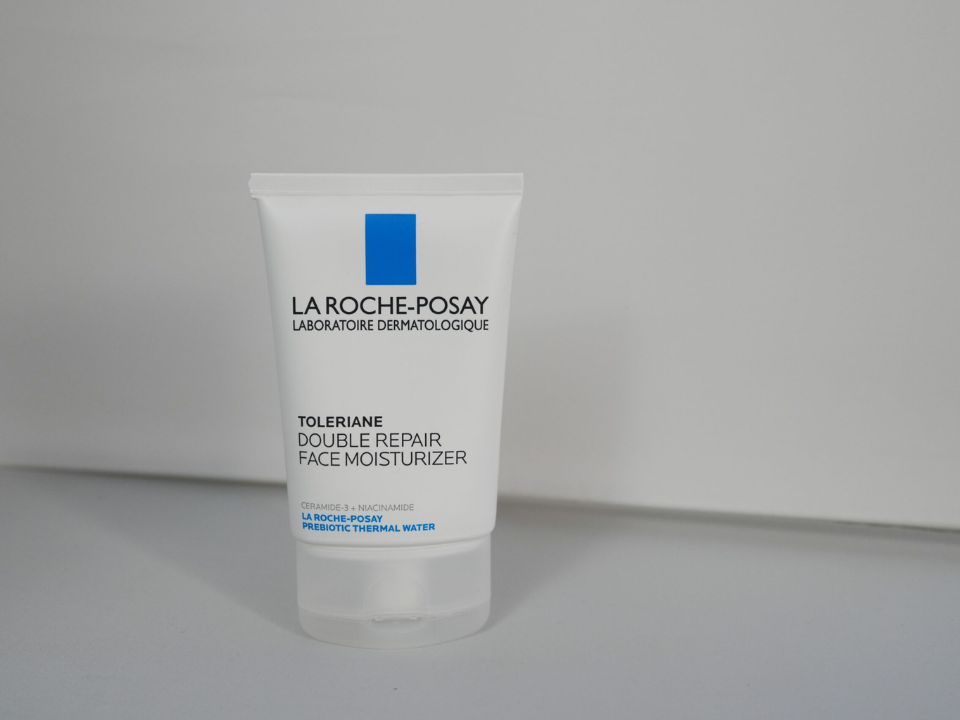 LA ROCHE-POSAY
LABORATOIRE DERMATOLOGIQUE
TOLERIANE
DOUBLE REPAIR
FACE MOISTURIZER
CERAMIDE-3 + NIACINAMIDE
LA ROCHE-POSAY
PREBIOTIC THERMAL WATER